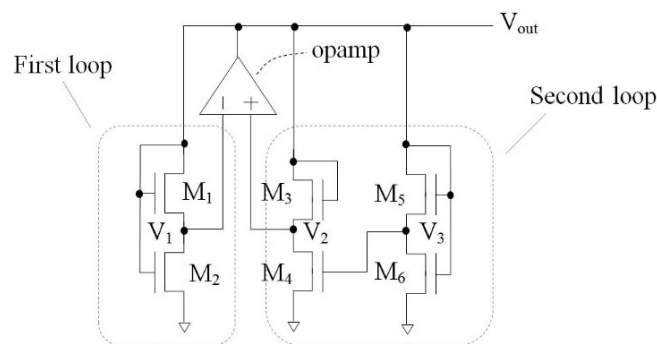 V_out
opamp
First loop
Second loop
− +
M_1
M_3
M_5
V_1
V_2
V_3
M_2
M_4
M_6